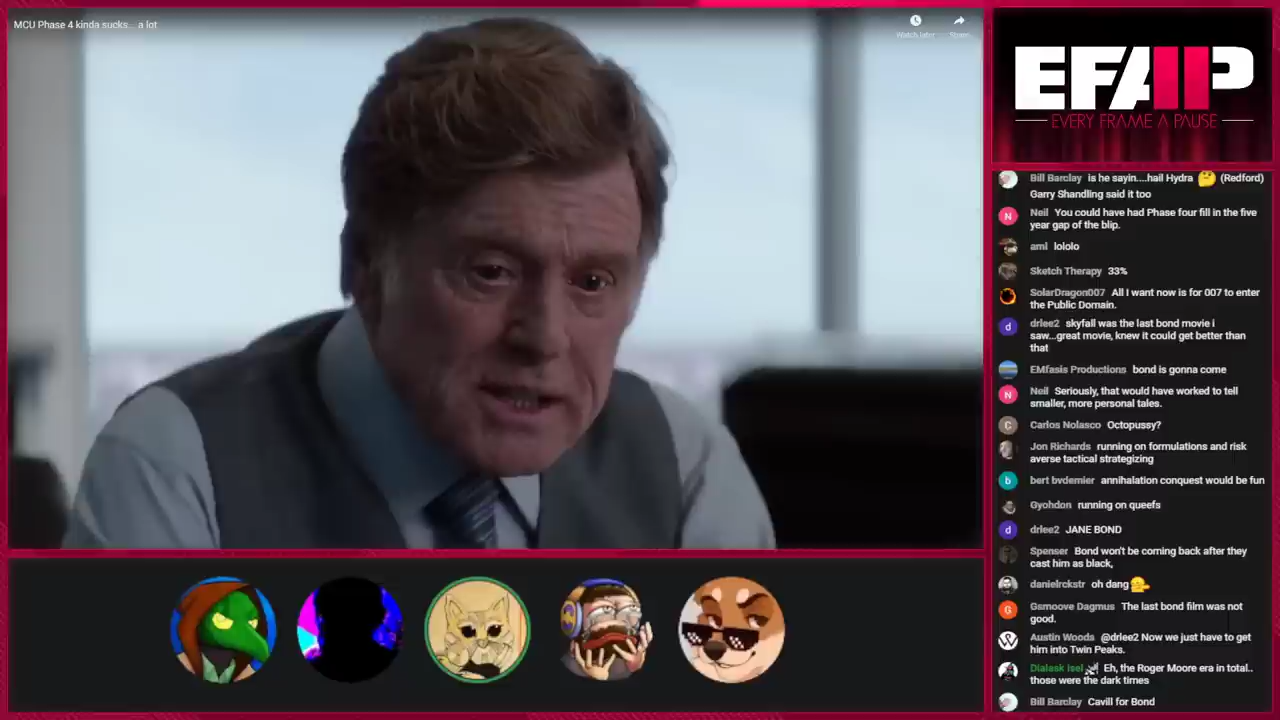 MCU Phase 4 kinda sucks... a lot
Watch later
Share
EFAP
EVERY FRAME A PAUSE
Bill Barclay is he sayin....hail Hydra 🤔 (Redford)
Garry Shandling said it too
N
Neil You could have had Phase four fill in the five
year gap of the blip.
aml lololo
Sketch Therapy 33%
SolarDragon007 All I want now is for 007 to enter
the Public Domain.
d
drlee2 skyfall was the last bond movie i
saw...great movie, knew it could get better than
that
EMfasis Productions bond is gonna come
N
Neil Seriously, that would have worked to tell
smaller, more personal tales.
C
Carlos Nolasco Octopussy?
Jon Richards running on formulations and risk
averse tactical strategizing
b
bert bvdemier annihalation conquest would be fun
Gyohdon running on queefs
d
drlee2 JANE BOND
Spenser Bond won't be coming back after they
cast him as black,
danielrckstr oh dang
G
Gsmoove Dagmus The last bond film was not
good.
W
Austin Woods @drlee2 Now we just have to get
him into Twin Peaks.
Dialask Isel Eh, the Roger Moore era in total..
those were the dark times
Bill Barclay Cavill for Bond